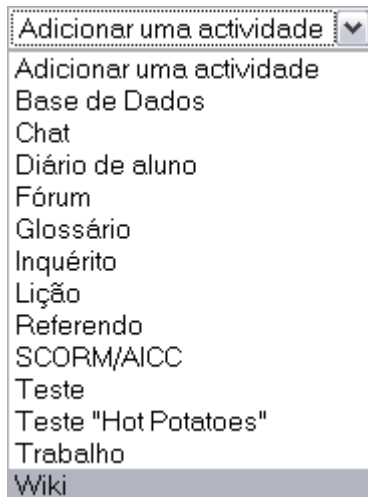 Adicionar uma actividade
Adicionar uma actividade
Base de Dados
Chat
Diário de aluno
Fórum
Glossário
Inquérito
Lição
Referendo
SCORM/AICC
Teste
Teste "Hot Potatoes"
Trabalho
Wiki